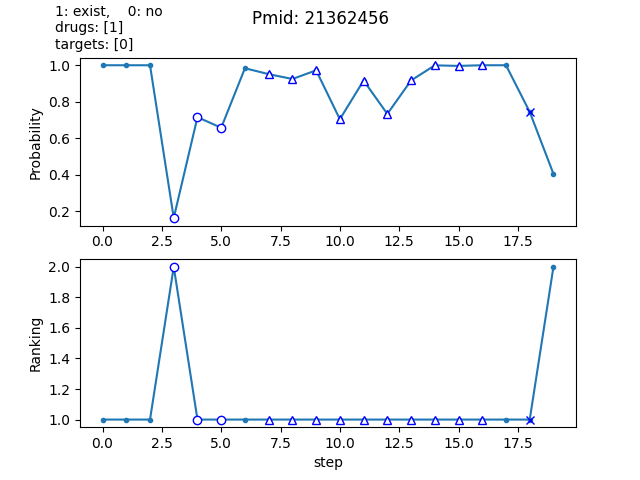 1: exist,    0: no
drugs: [1]
targets: [0]
Pmid: 21362456
Probability
1.0
0.8
0.6
0.4
0.2
0.0 2.5 5.0 7.5 10.0 12.5 15.0 17.5
Ranking
2.0
1.8
1.6
1.4
1.2
1.0
0.0 2.5 5.0 7.5 10.0 12.5 15.0 17.5
step